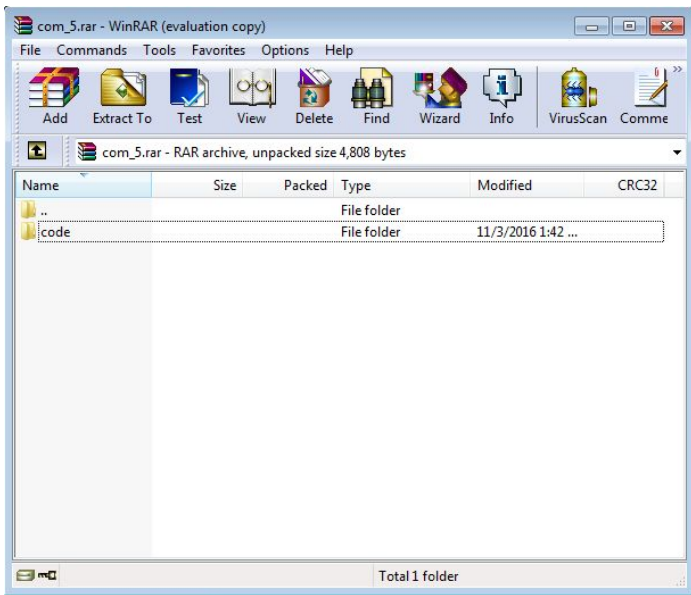 com_5.rar - WinRAR (evaluation copy)
File Commands Tools Favorites Options Help
Add Extract To Test View Delete Find Wizard Info VirusScan Comme
com_5.rar - RAR archive, unpacked size 4,808 bytes
Name Size Packed Type Modified CRC32
.. File folder
code File folder 11/3/2016 1:42 ...
Total 1 folder